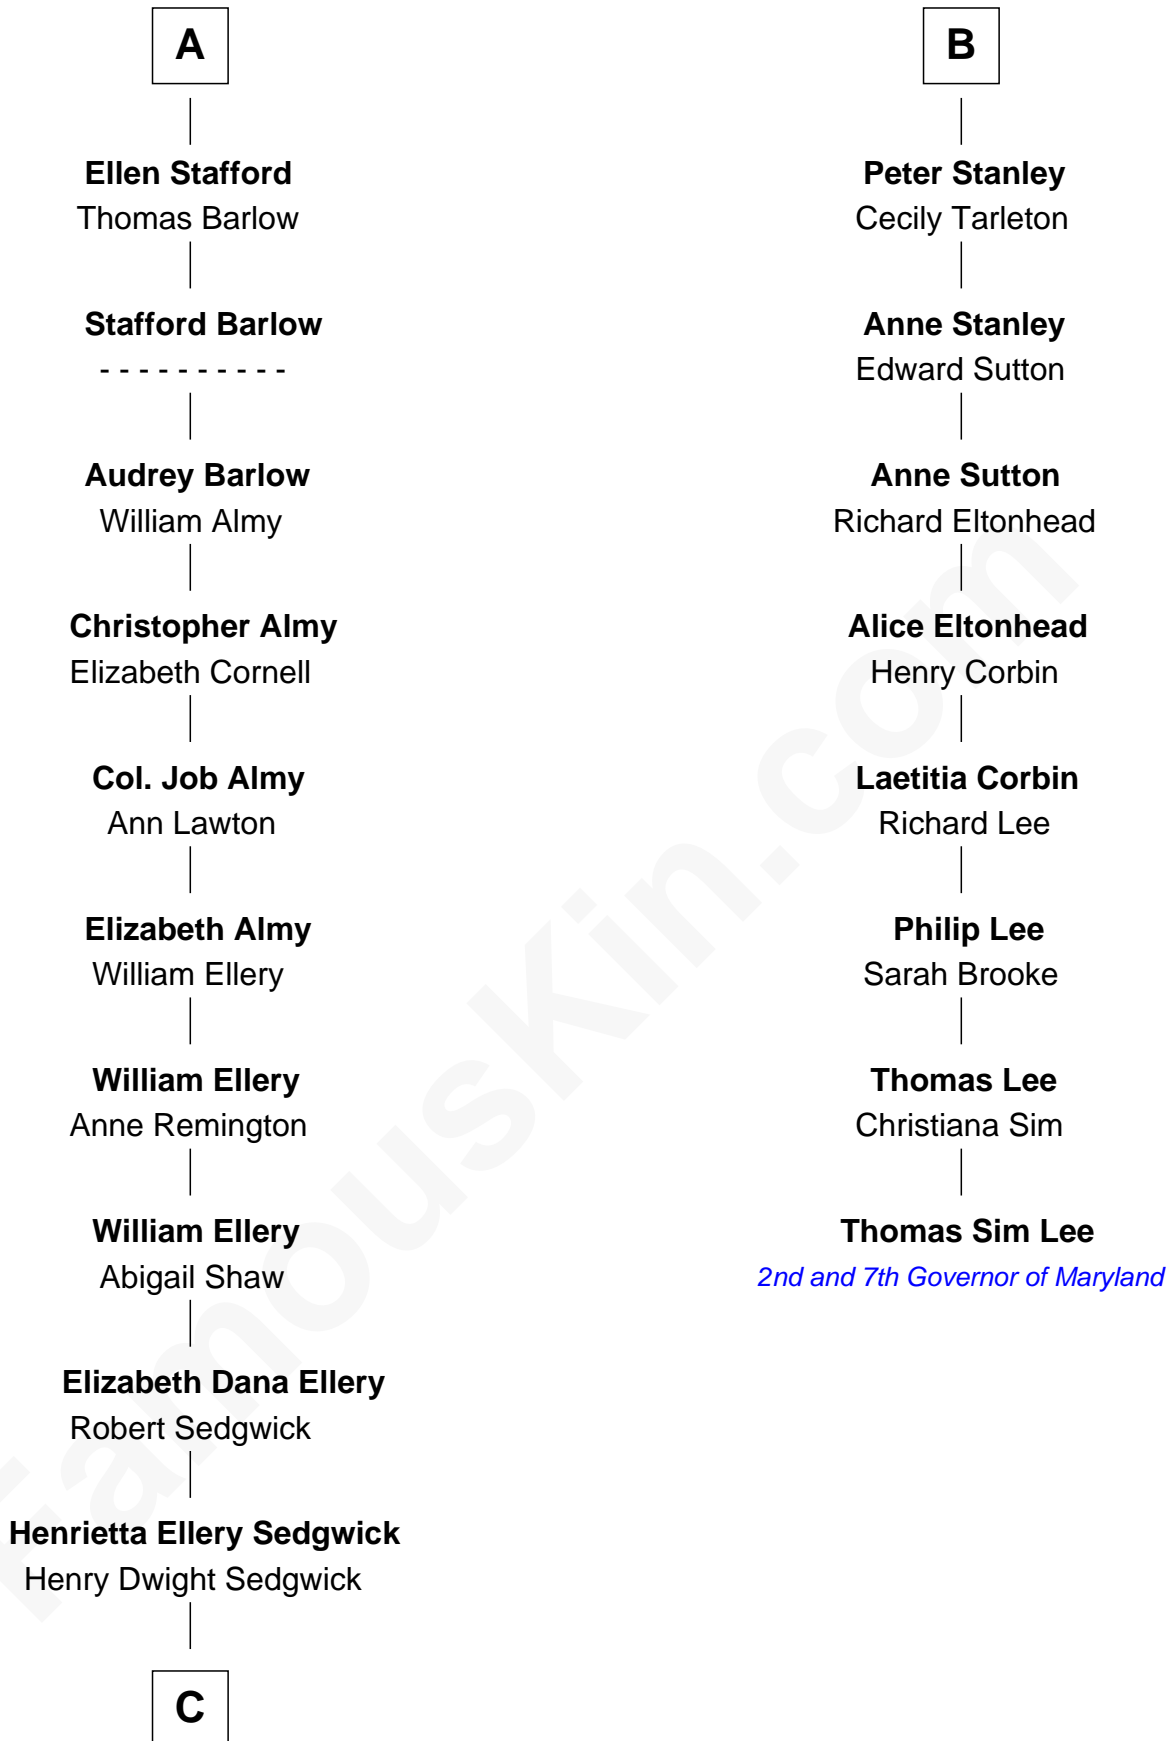 A
Ellen Stafford
Thomas Barlow
Stafford Barlow
- - - - - - - - - -
Audrey Barlow
William Almy
Christopher Almy
Elizabeth Cornell
Col. Job Almy
Ann Lawton
Elizabeth Almy
William Ellery
William Ellery
Anne Remington
William Ellery
Abigail Shaw
Elizabeth Dana Ellery
Robert Sedgwick
Henrietta Ellery Sedgwick
Henry Dwight Sedgwick
C
B
Peter Stanley
Cecily Tarleton
Anne Stanley
Edward Sutton
Anne Sutton
Richard Eltonhead
Alice Eltonhead
Henry Corbin
Laetitia Corbin
Richard Lee
Philip Lee
Sarah Brooke
Thomas Lee
Christiana Sim
Thomas Sim Lee
2nd and 7th Governor of Maryland
FamousKin.com